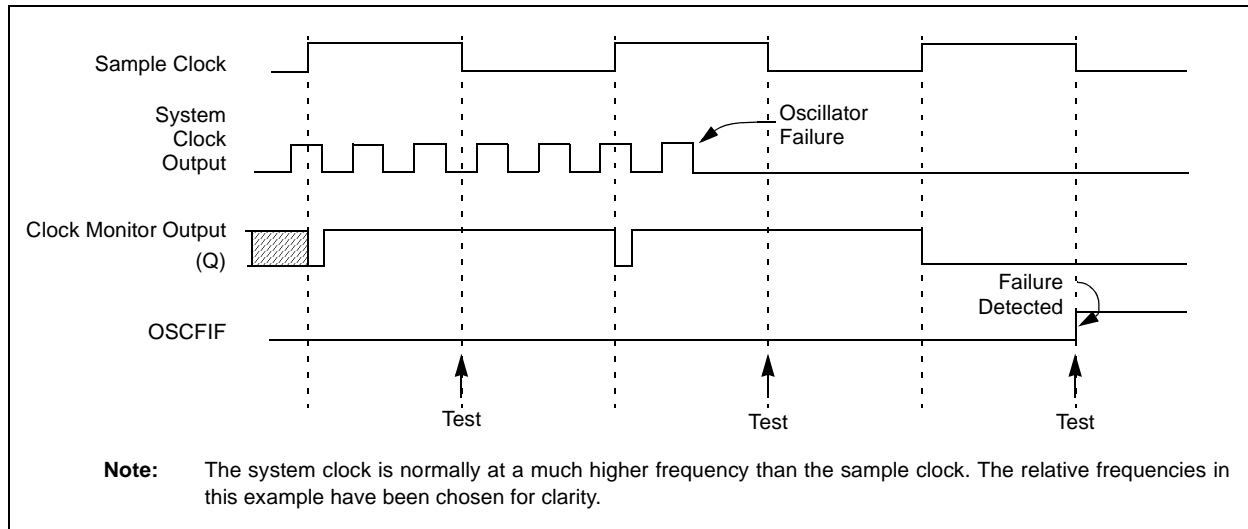 Sample Clock
System
Clock
Output
Oscillator
Failure
Clock Monitor Output
(Q)
Failure
Detected
OSCFIF
Test
Test
Test
Note: The system clock is normally at a much higher frequency than the sample clock. The relative frequencies in
this example have been chosen for clarity.